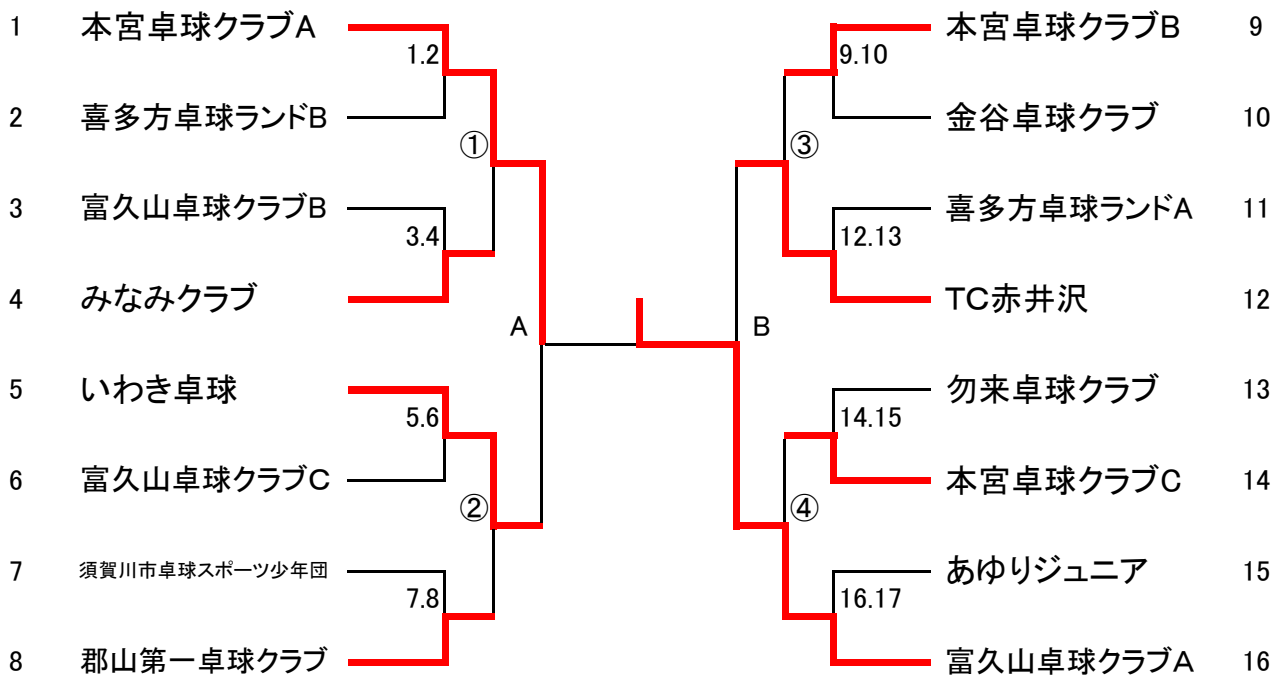 1 本宮卓球クラブA
1.2
2 喜多方卓球ランドB
①
3 富久山卓球クラブB
3.4
4 みなみクラブ
A
5 いわき卓球
5.6
6 富久山卓球クラブC
②
7 須賀川市卓球スポーツ少年団
7.8
8 郡山第一卓球クラブ
本宮卓球クラブB 9
9.10
金谷卓球クラブ 10
③
喜多方卓球ランドA 11
12.13
TC赤井沢 12
B
勿来卓球クラブ 13
14.15
本宮卓球クラブC 14
④
あゆりジュニア 15
16.17
富久山卓球クラブA 16